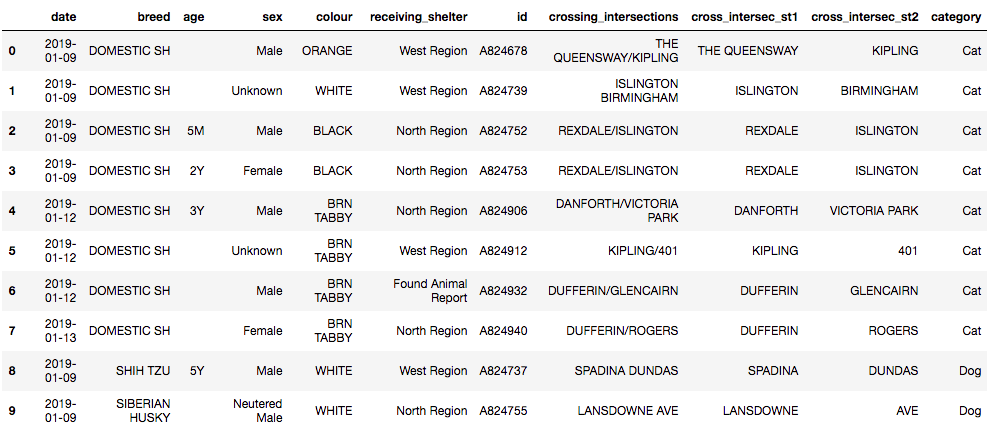 date breed age sex colour receiving_shelter id crossing_intersections cross_intersec_st1 cross_intersec_st2 category
0 2019-01-09 DOMESTIC SH Male ORANGE West Region A824678 THE QUEENSWAY/KIPLING THE QUEENSWAY KIPLING Cat
1 2019-01-09 DOMESTIC SH Unknown WHITE West Region A824739 ISLINGTON BIRMINGHAM ISLINGTON BIRMINGHAM Cat
2 2019-01-09 DOMESTIC SH 5M Male BLACK North Region A824752 REXDALE/ISLINGTON REXDALE ISLINGTON Cat
3 2019-01-09 DOMESTIC SH 2Y Female BLACK North Region A824753 REXDALE/ISLINGTON REXDALE ISLINGTON Cat
4 2019-01-12 DOMESTIC SH 3Y Male BRN TABBY North Region A824906 DANFORTH/VICTORIA PARK DANFORTH VICTORIA PARK Cat
5 2019-01-12 DOMESTIC SH Unknown BRN TABBY West Region A824912 KIPLING/401 KIPLING 401 Cat
6 2019-01-12 DOMESTIC SH Male BRN TABBY Found Animal Report A824932 DUFFERIN/GLENCAIRN DUFFERIN GLENCAIRN Cat
7 2019-01-13 DOMESTIC SH Female BRN TABBY North Region A824940 DUFFERIN/ROGERS DUFFERIN ROGERS Cat
8 2019-01-09 SHIH TZU 5Y Male WHITE West Region A824737 SPADINA DUNDAS SPADINA DUNDAS Dog
9 2019-01-09 SIBERIAN HUSKY Neutered Male WHITE North Region A824755 LANSDOWNE AVE LANSDOWNE AVE Dog